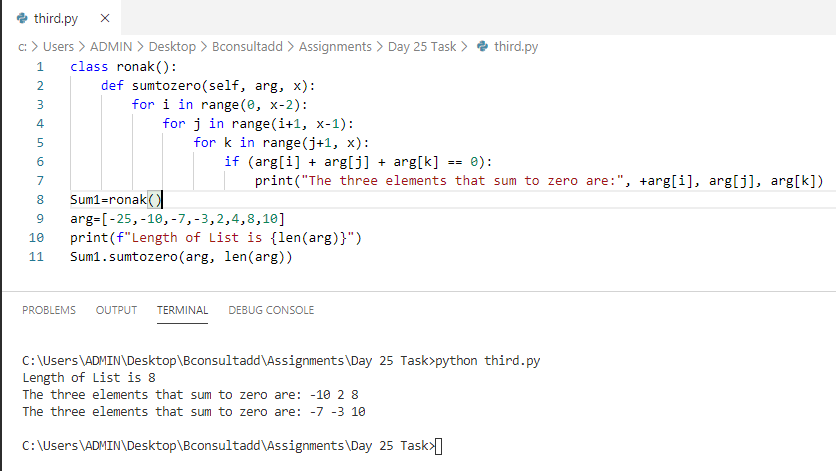 third.py ×
c: > Users > ADMIN > Desktop > Bconsultadd > Assignments > Day 25 Task > third.py
1 class ronak():
2     def sumtozero(self, arg, x):
3         for i in range(0, x-2):
4             for j in range(i+1, x-1):
5                 for k in range(j+1, x):
6                     if (arg[i] + arg[j] + arg[k] == 0):
7                         print("The three elements that sum to zero are:", +arg[i], arg[j], arg[k])
8 Sum1=ronak()
9 arg=[-25,-10,-7,-3,2,4,8,10]
10 print(f"Length of List is {len(arg)}")
11 Sum1.sumtozero(arg, len(arg))
PROBLEMS OUTPUT TERMINAL DEBUG CONSOLE
C:\Users\ADMIN\Desktop\Bconsultadd\Assignments\Day 25 Task>python third.py
Length of List is 8
The three elements that sum to zero are: -10 2 8
The three elements that sum to zero are: -7 -3 10
C:\Users\ADMIN\Desktop\Bconsultadd\Assignments\Day 25 Task>